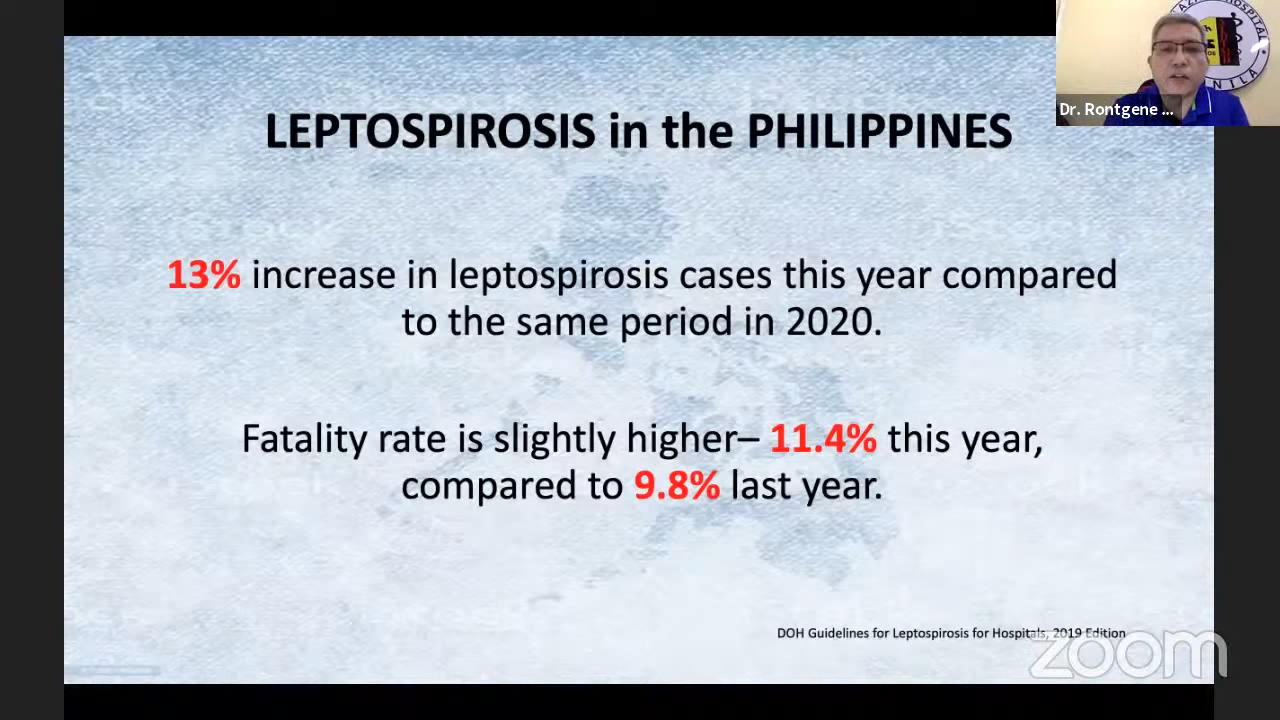 LEPTOSPIROSIS in the PHILIPPINES
13% increase in leptospirosis cases this year compared
to the same period in 2020.
Fatality rate is slightly higher– 11.4% this year,
compared to 9.8% last year.
DOH Guidelines for Leptospirosis for Hospitals, 2019 Edition
zoom
Dr. Rontgene ...
HOSPITAL
NILA